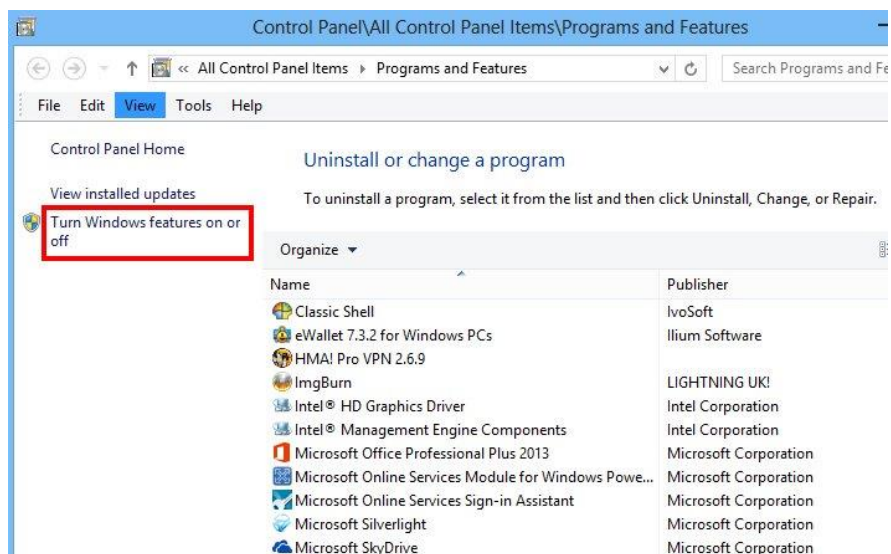 Control Panel\All Control Panel Items\Programs and Features
« All Control Panel Items Programs and Features Search Programs and Fe
File Edit View Tools Help
Control Panel Home
View installed updates
Turn Windows features on or
off
Uninstall or change a program
To uninstall a program, select it from the list and then click Uninstall, Change, or Repair.
Organize
Name Publisher
Classic Shell IvoSoft
eWallet 7.3.2 for Windows PCs Ilium Software
HMA! Pro VPN 2.6.9
ImgBurn LIGHTNING UK!
Intel® HD Graphics Driver Intel Corporation
Intel® Management Engine Components Intel Corporation
Microsoft Office Professional Plus 2013 Microsoft Corporation
Microsoft Online Services Module for Windows Powe... Microsoft Corporation
Microsoft Online Services Sign-in Assistant Microsoft Corporation
Microsoft Silverlight Microsoft Corporation
Microsoft SkyDrive Microsoft Corporation